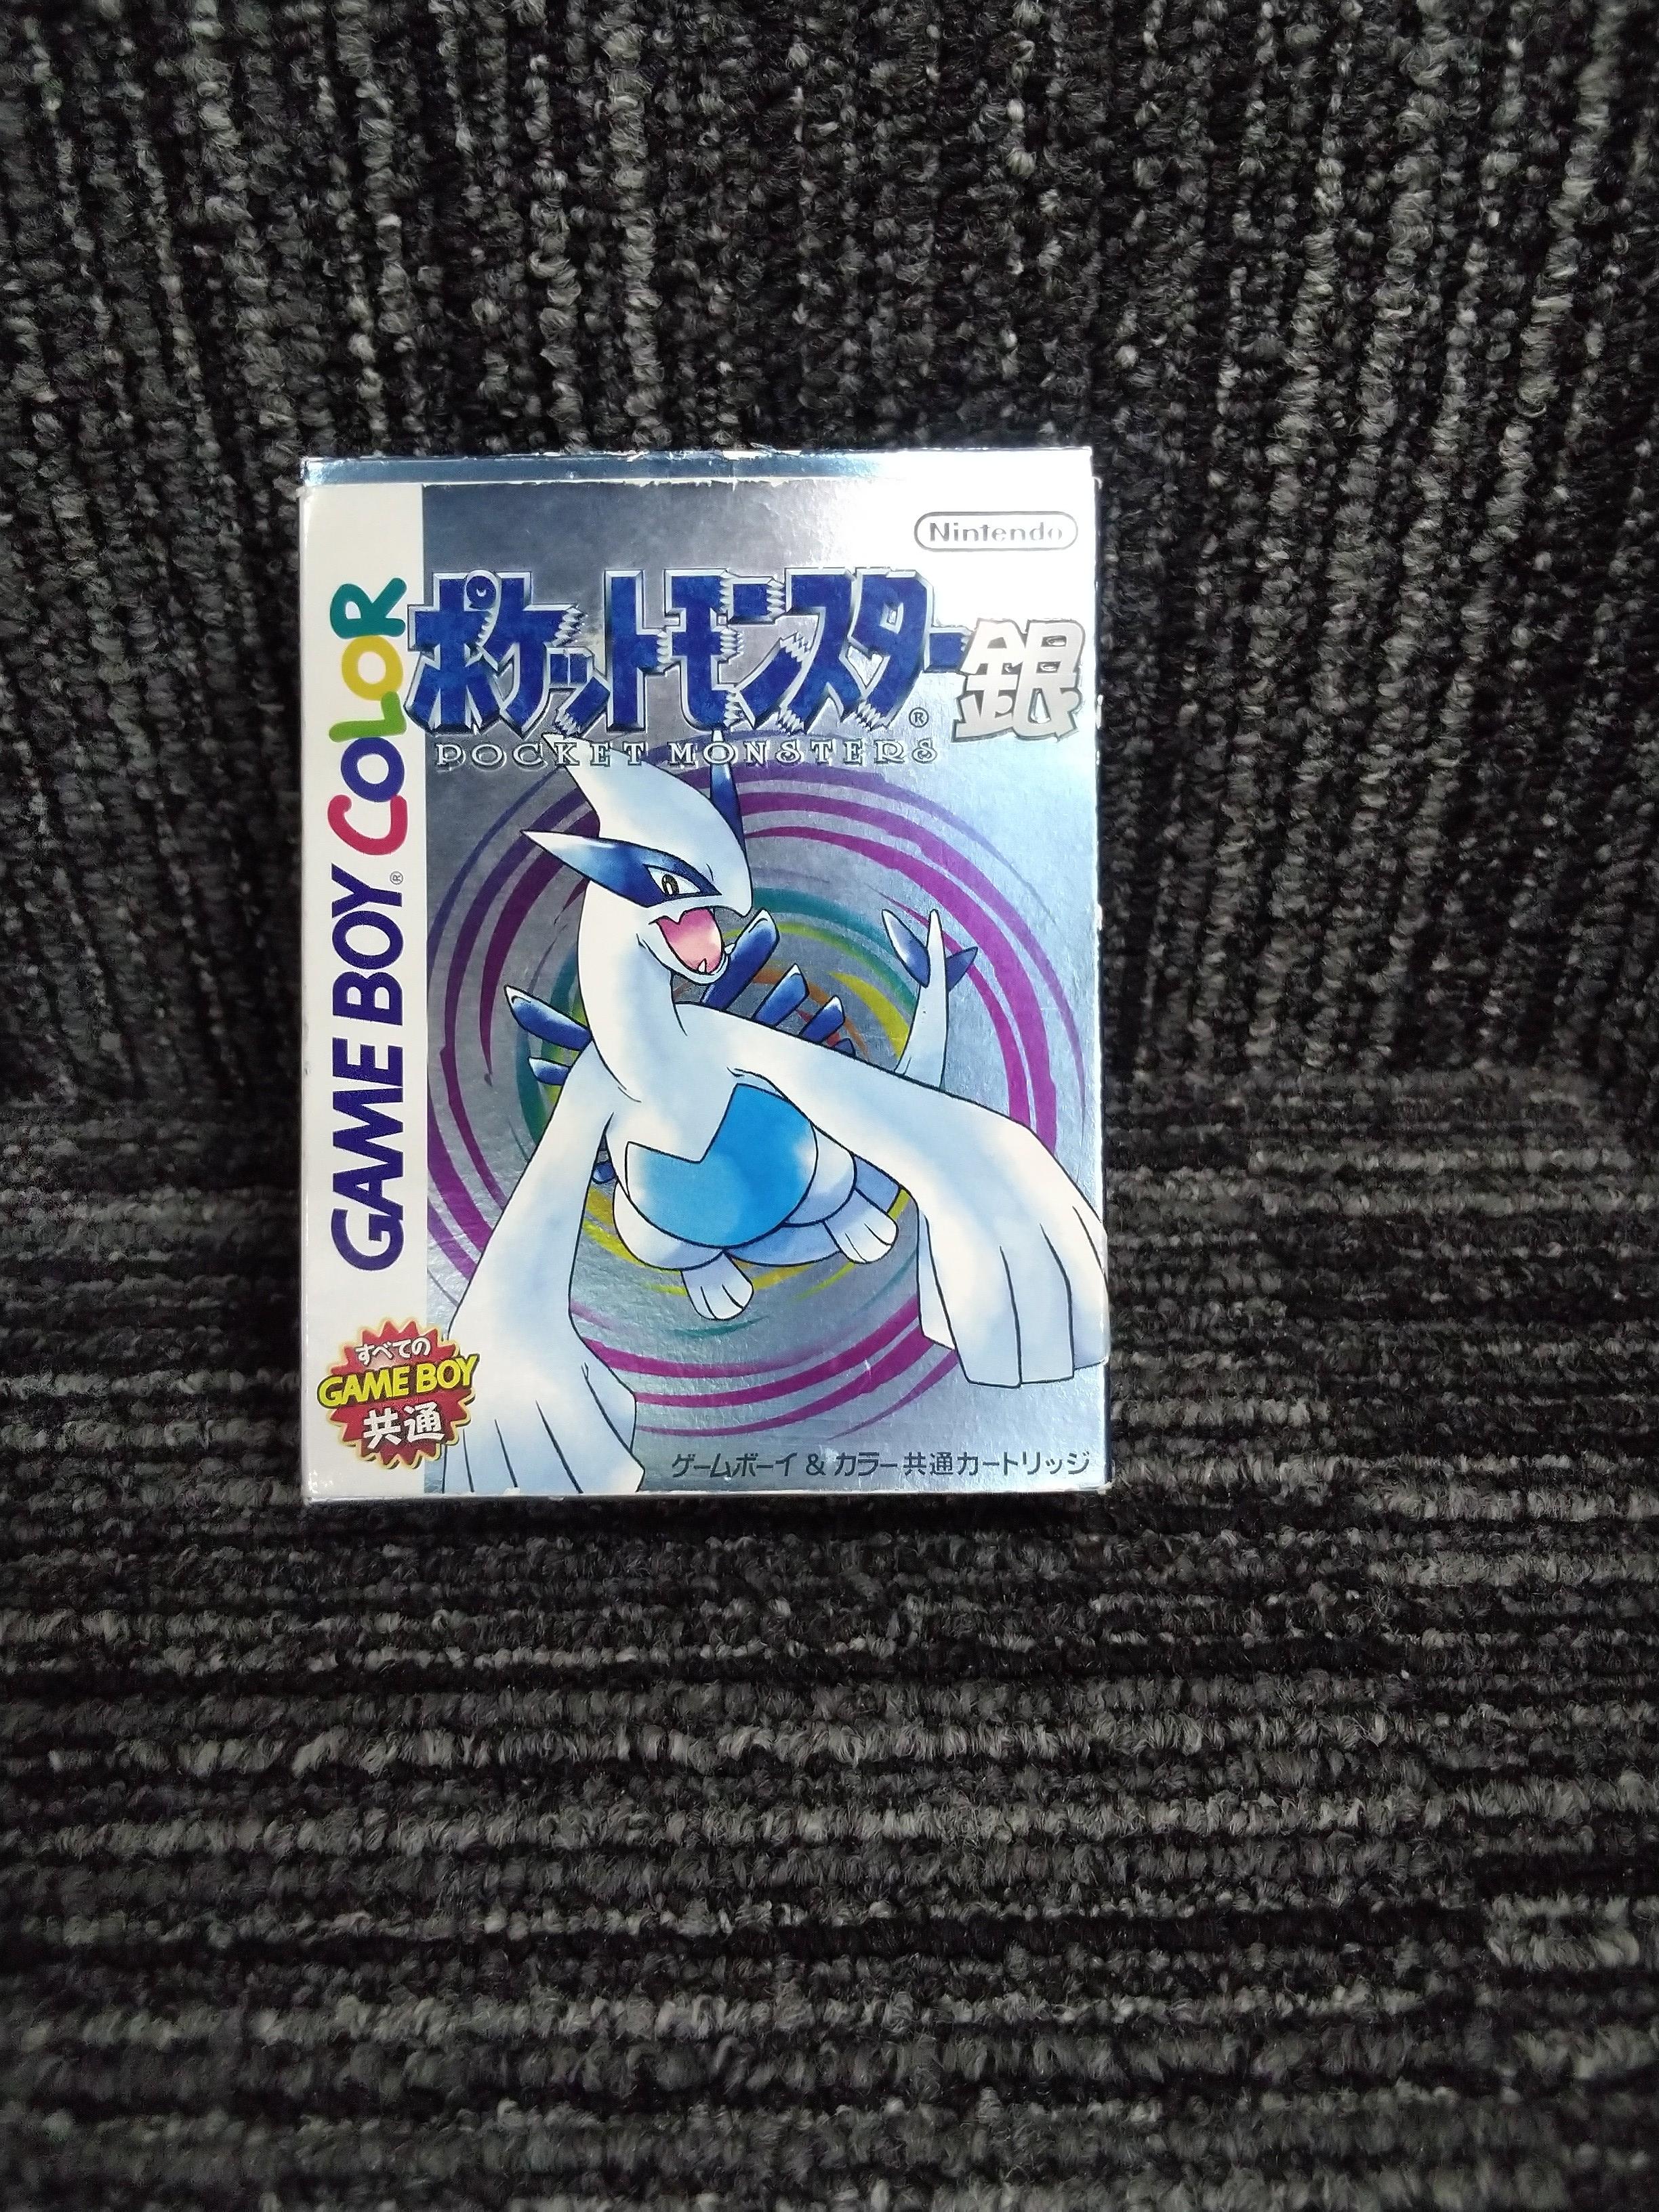 Nintendo
ポケットモンスター銀
®
POCKET MONSTERS
GAME BOY® COLOR
すべての
GAME BOY
共通
ゲームボーイ & カラー共通カートリッジ